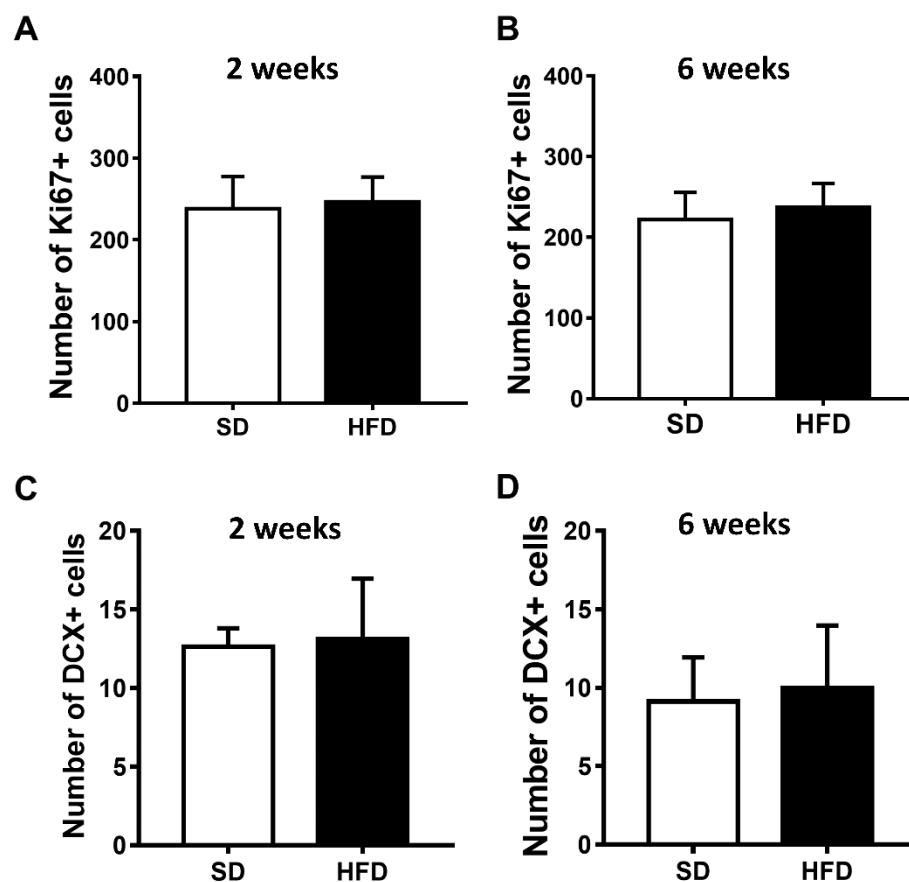 A
2 weeks
Number of Ki67+ cells
400
300
200
100
0
SD HFD
B
6 weeks
Number of Ki67+ cells
400
300
200
100
0
SD HFD
C
2 weeks
Number of DCX+ cells
20
15
10
5
0
SD HFD
D
6 weeks
Number of DCX+ cells
20
15
10
5
0
SD HFD